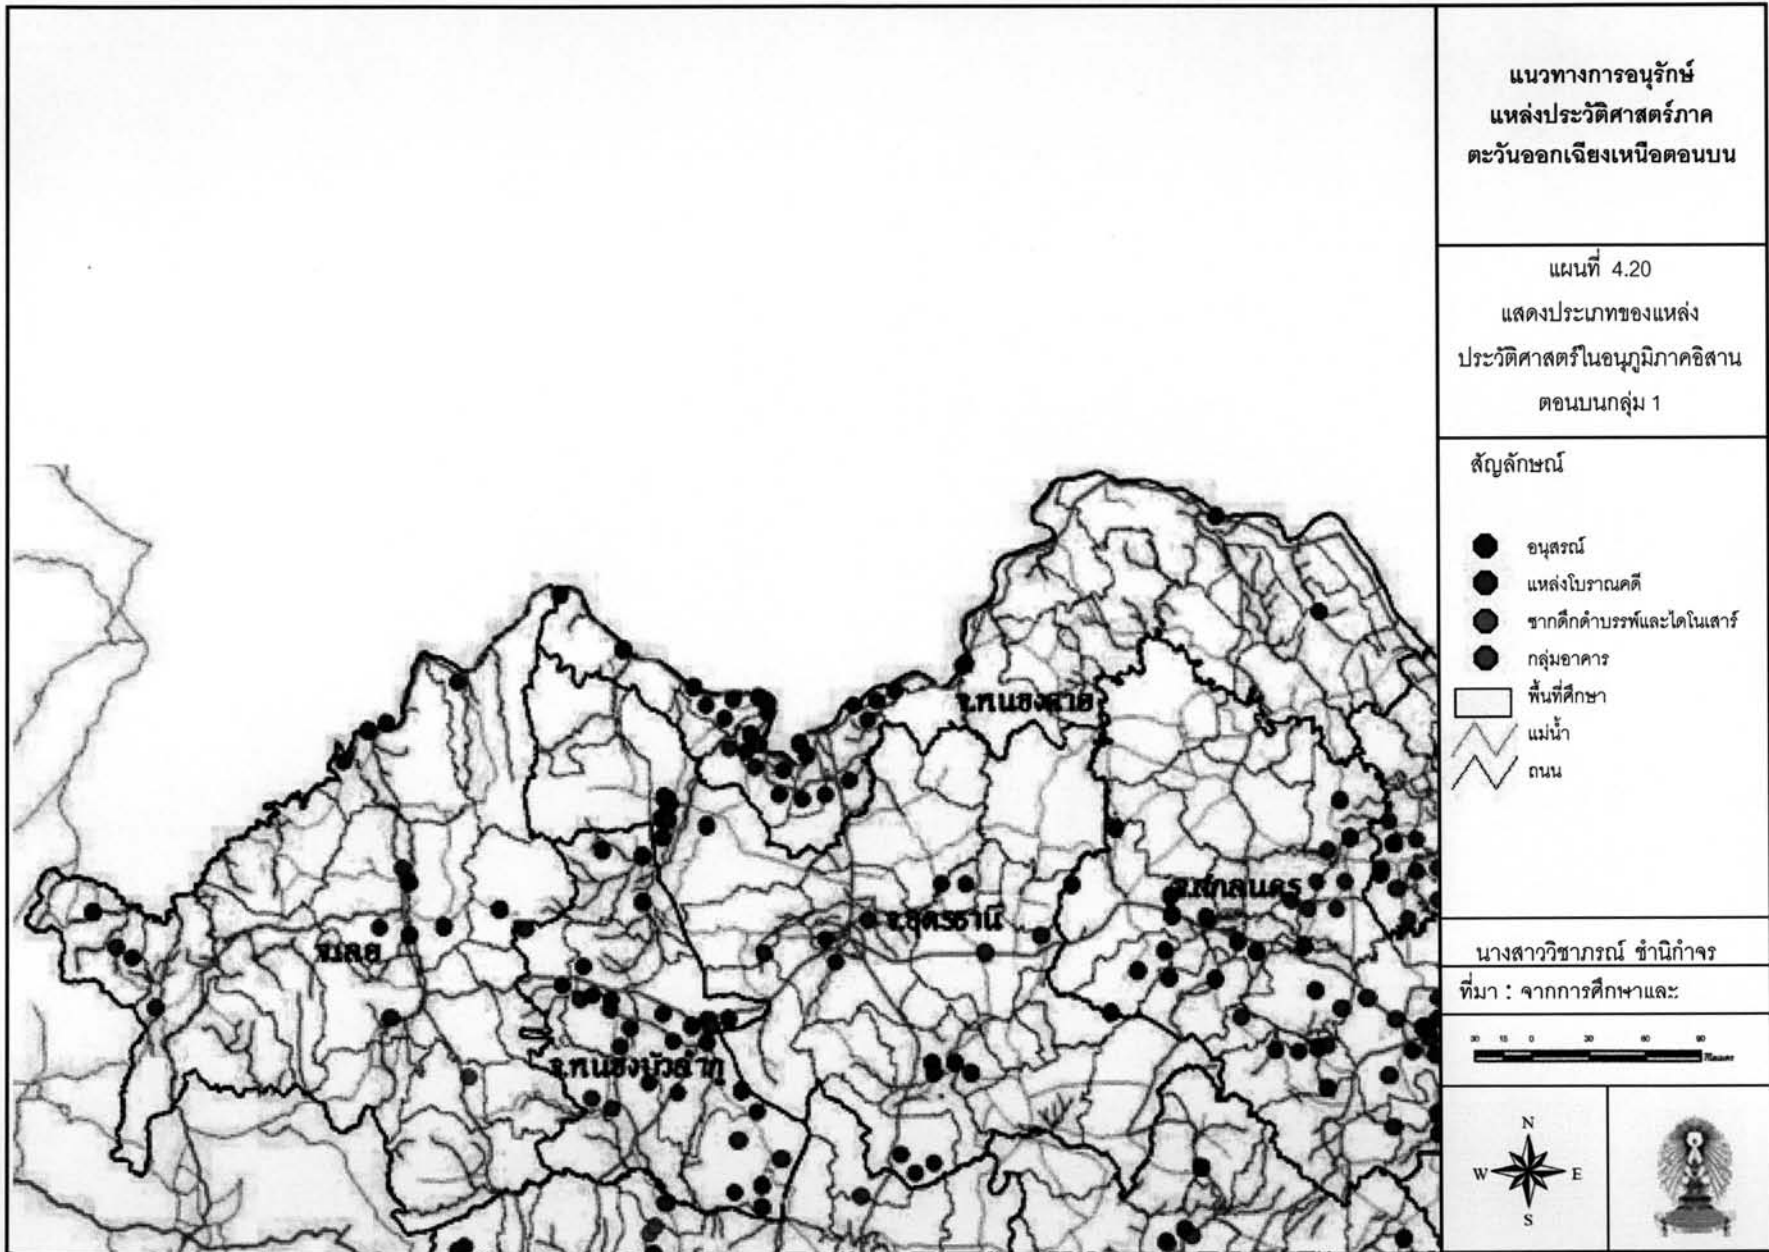 แนวทางการอนุรักษ์
แหล่งประวัติศาสตร์ภาค
ตะวันออกเฉียงเหนือตอนบน
แผนที่ 4.20
แสดงประเภทของแหล่ง
ประวัติศาสตร์ในอนุภูมิภาคอิสาน
ตอนบนกลุ่ม 1
สัญลักษณ์
อนุสรณ์
แหล่งโบราณคดี
ซากดึกดำบรรพ์และไดโนเสาร์
กลุ่มอาคาร
พื้นที่ศึกษา
แม่น้ำ
ถนน
จ.หนองคาย
จ.สกลนคร
จ.อุดรธานี
จ.เลย
จ.หนองบัวลำภู
นางสาววิชาภรณ์ ชำนิกำจร
ที่มา : จากการศึกษาและ
30 15 0 30 60 90
N
W E
S